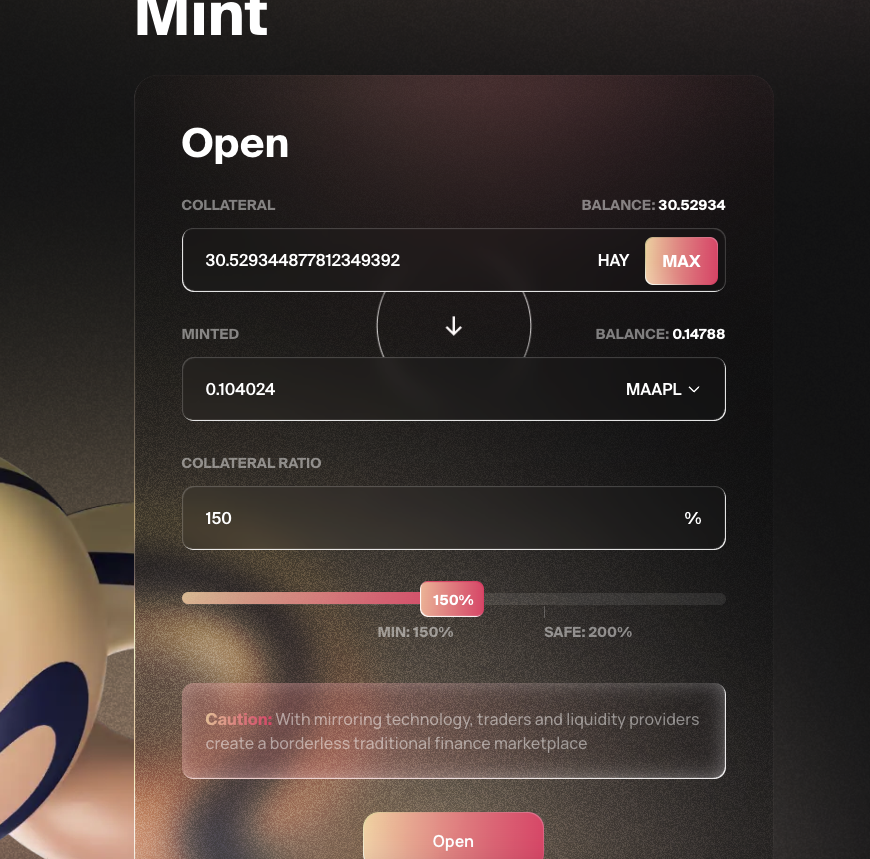 Mint
Open
COLLATERAL BALANCE: 30.52934
30.529344877812349392 HAY MAX
MINTED BALANCE: 0.14788
0.104024 MAAPL
COLLATERAL RATIO
150 %
150%
MIN: 150% SAFE: 200%
Caution: With mirroring technology, traders and liquidity providers
create a borderless traditional finance marketplace
Open